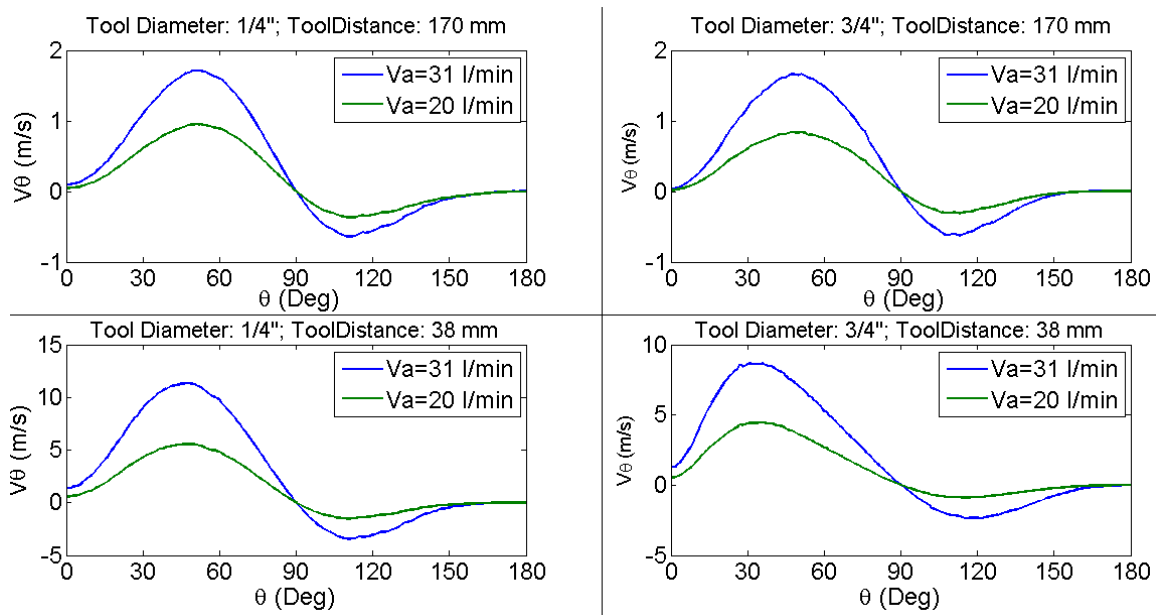 Tool Diameter: 1/4"; ToolDistance: 170 mm
Vθ (m/s)
2
1
0
-1
Va=31 l/min
Va=20 l/min
0 30 60 90 120 150 180
θ (Deg)
Tool Diameter: 3/4"; ToolDistance: 170 mm
Vθ (m/s)
2
1
0
-1
Va=31 l/min
Va=20 l/min
0 30 60 90 120 150 180
θ (Deg)
Tool Diameter: 1/4"; ToolDistance: 38 mm
Vθ (m/s)
15
10
5
0
-5
Va=31 l/min
Va=20 l/min
0 30 60 90 120 150 180
θ (Deg)
Tool Diameter: 3/4"; ToolDistance: 38 mm
Vθ (m/s)
10
5
0
-5
Va=31 l/min
Va=20 l/min
0 30 60 90 120 150 180
θ (Deg)